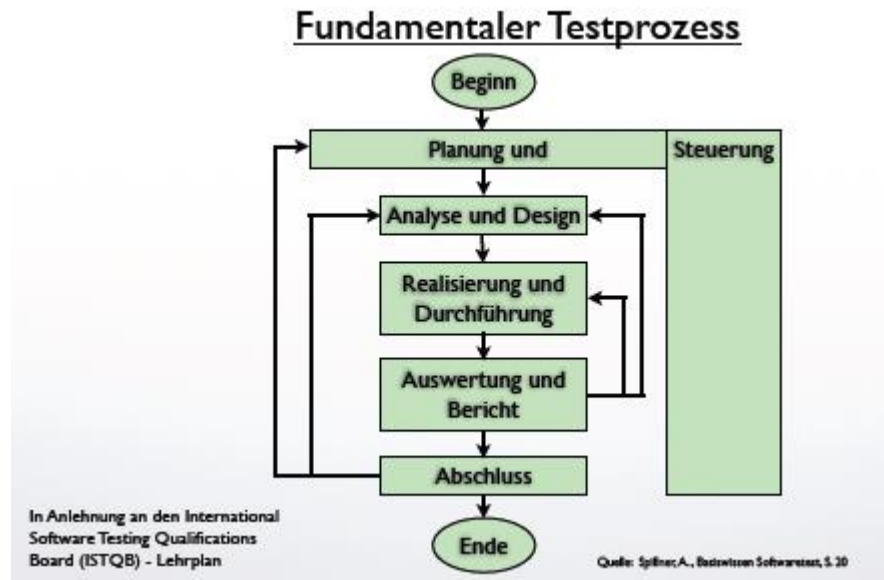 Fundamentaler Testprozess
Beginn
Planung und
Steuerung
Analyse und Design
Realisierung und
Durchführung
Auswertung und
Bericht
Abschluss
Ende
In Anlehnung an den International
Software Testing Qualifications
Board (ISTQB) - Lehrplan
Quelle: Spillner, A., Basiswissen Softwaretest, S. 20